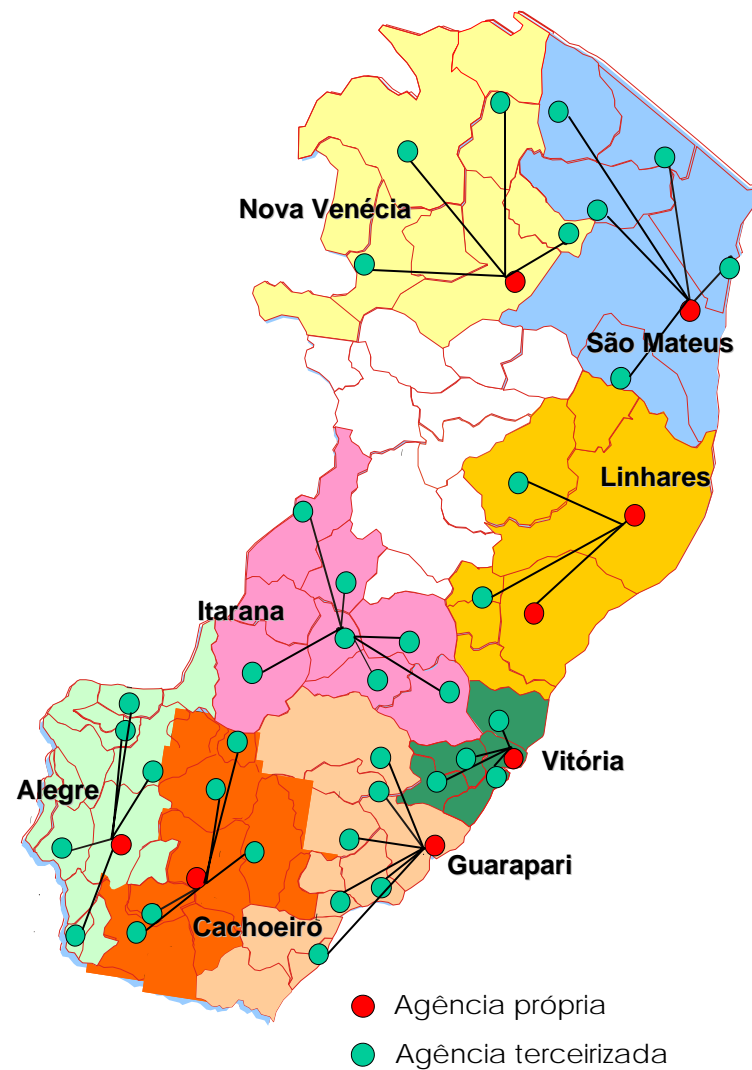 Nova Venécia
São Mateus
Linhares
Itarana
Vitória
Alegre
Guarapari
Cachoeiro
Agência própria
Agência terceirizada